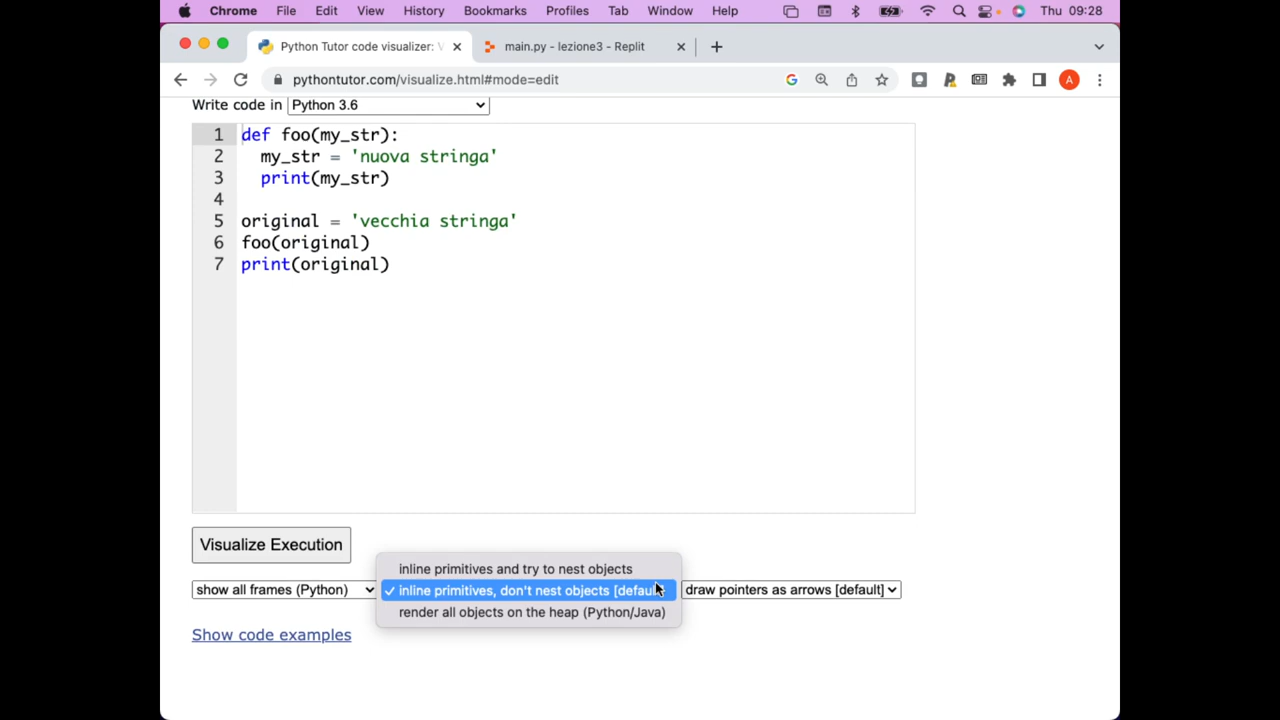 Chrome File Edit View History Bookmarks Profiles Tab Window Help Thu 09:28
Python Tutor code visualizer: main.py - lezione3 - Replit
pythontutor.com/visualize.html#mode=edit
A
Write code in Python 3.6
1 def foo(my_str):
2 my_str = 'nuova stringa'
3 print(my_str)
4
5 original = 'vecchia stringa'
6 foo(original)
7 print(original)
Visualize Execution
inline primitives and try to nest objects
show all frames (Python) inline primitives, don't nest objects [default] draw pointers as arrows [default]
render all objects on the heap (Python/Java)
Show code examples